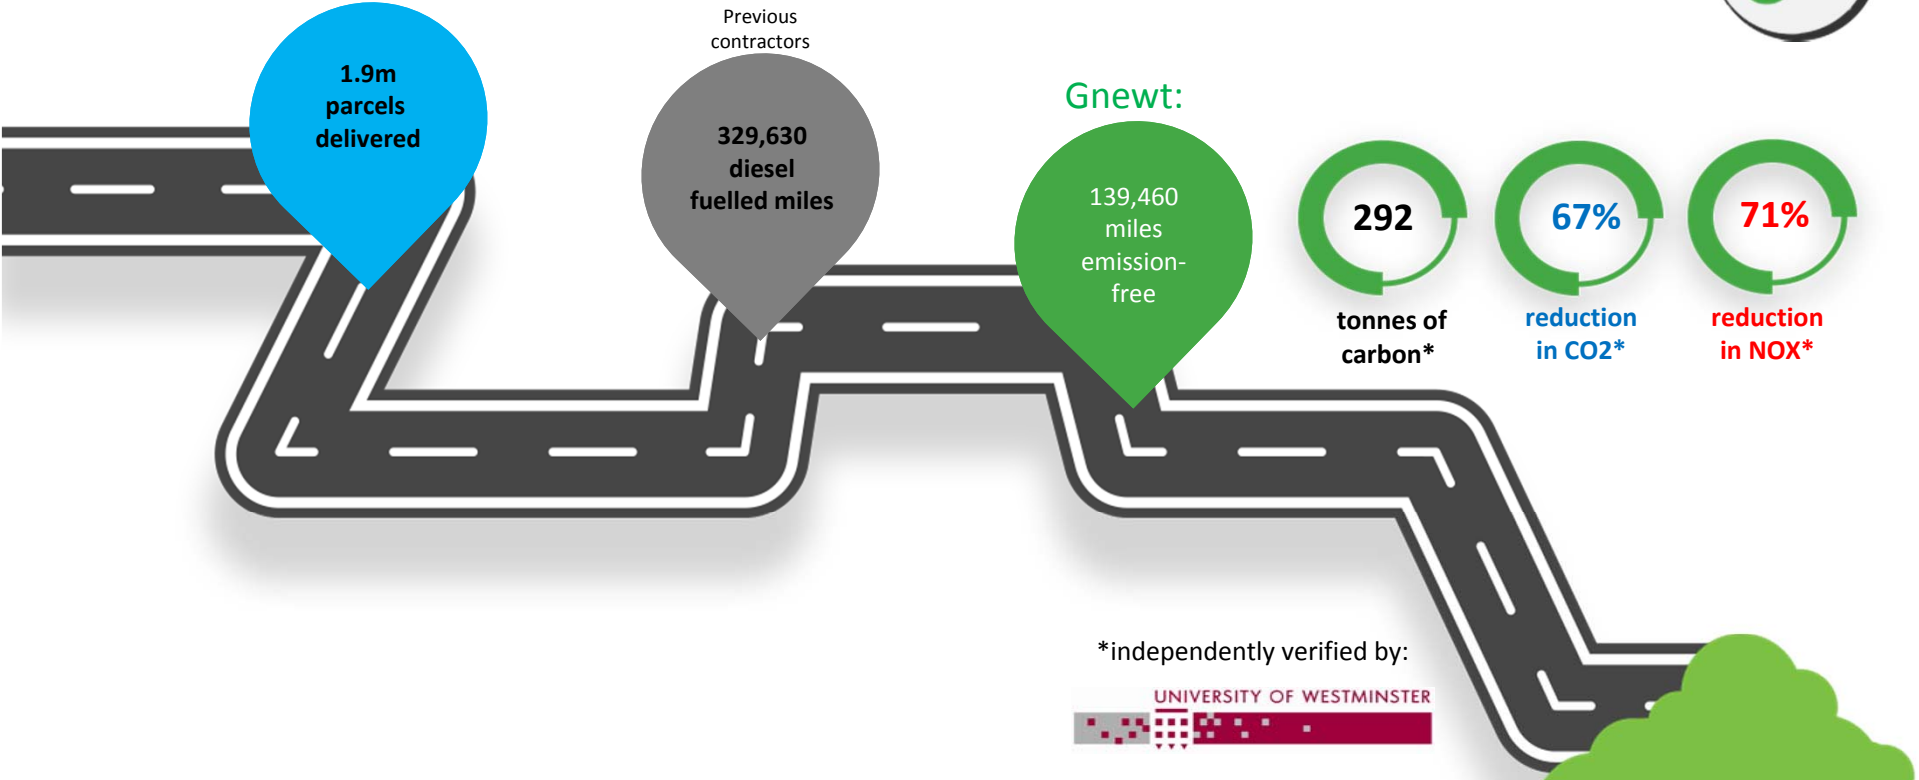 1.9m
parcels
delivered
Previous
contractors
329,630
diesel
fuelled miles
Gnewt:
139,460
miles
emission-
free
292
tonnes of
carbon*
67%
reduction
in CO2*
71%
reduction
in NOX*
*independently verified by:
UNIVERSITY OF WESTMINSTER